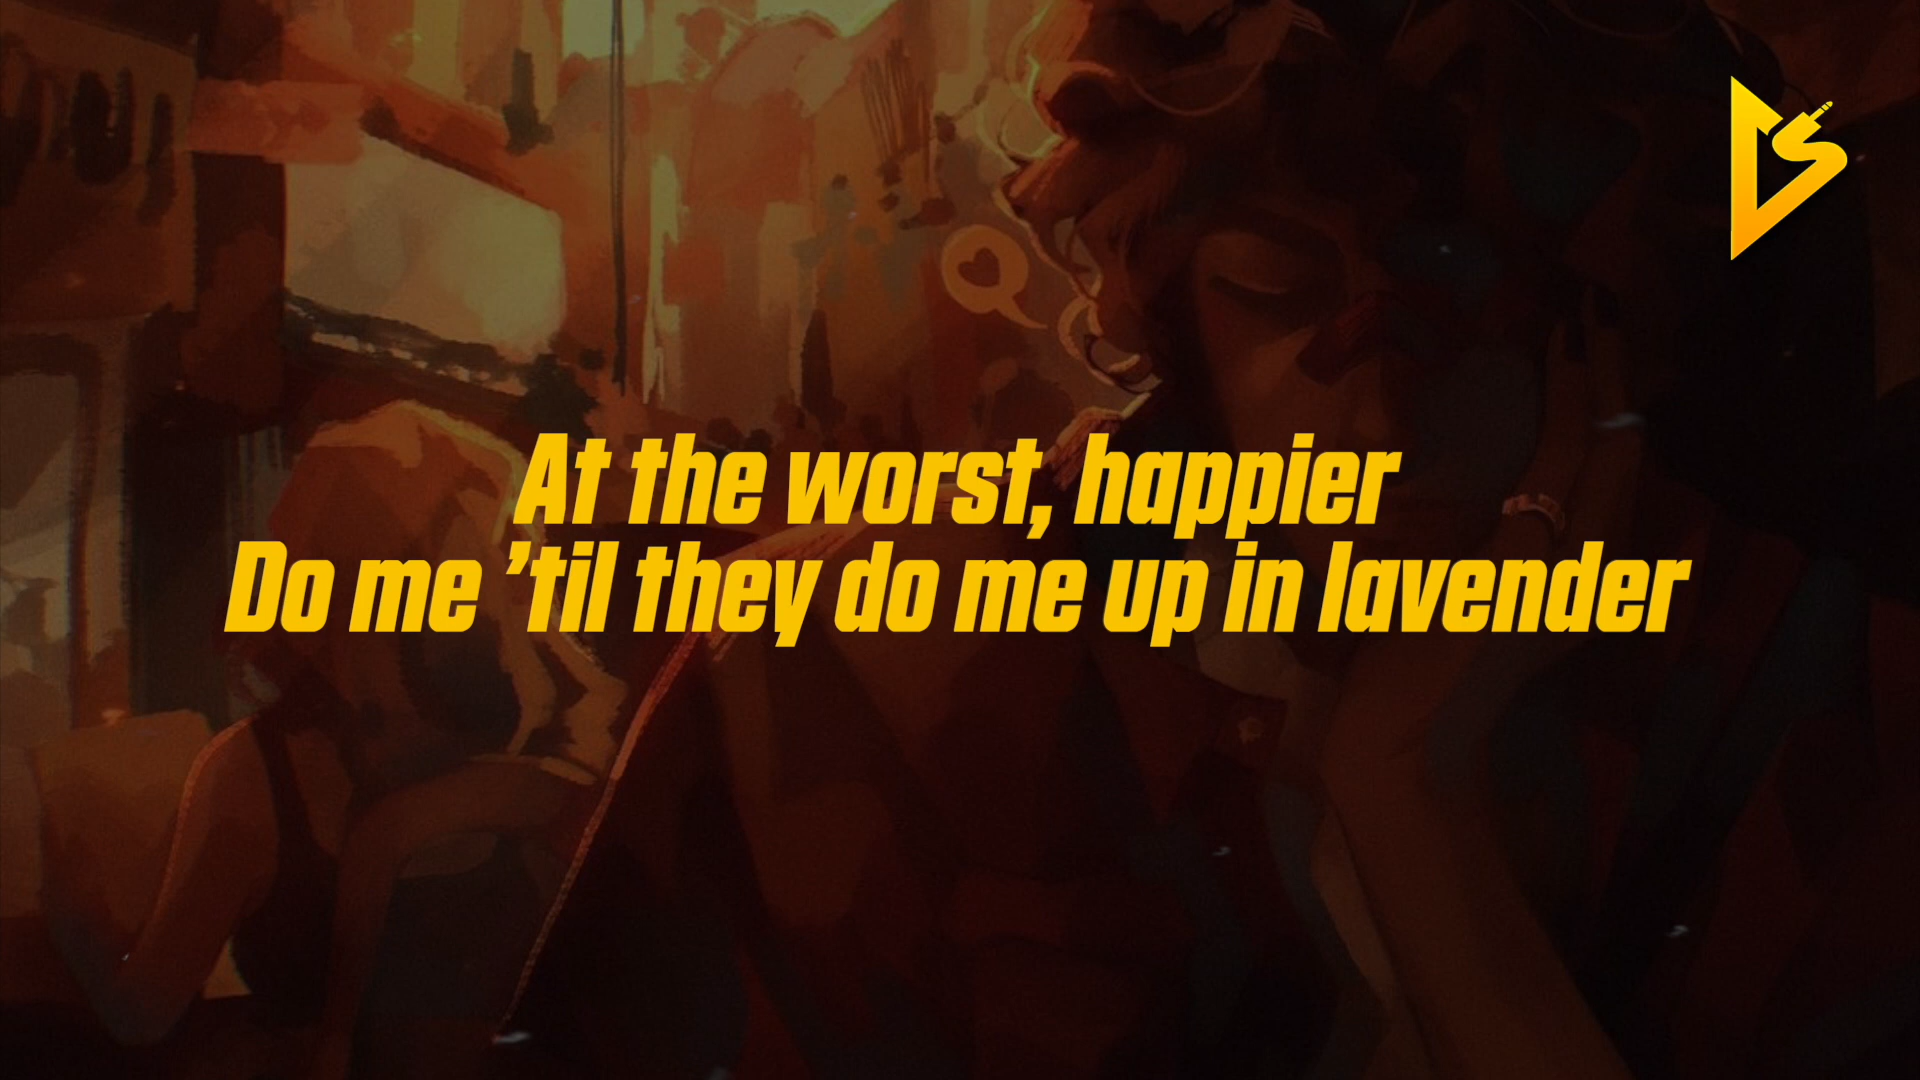 At the worst, happier
Do me ’til they do me up in lavender